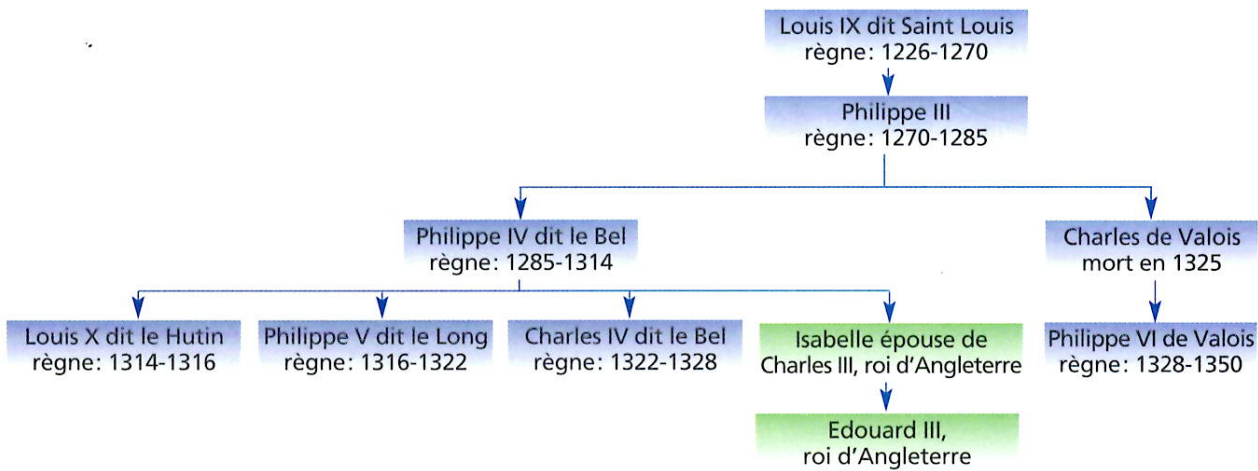 Louis IX dit Saint Louis
règne: 1226-1270
Philippe III
règne: 1270-1285
Philippe IV dit le Bel
règne: 1285-1314
Charles de Valois
mort en 1325
Louis X dit le Hutin
règne: 1314-1316
Philippe V dit le Long
règne: 1316-1322
Charles IV dit le Bel
règne: 1322-1328
Isabelle épouse de
Charles III, roi d'Angleterre
Philippe VI de Valois
règne: 1328-1350
Edouard III,
roi d'Angleterre